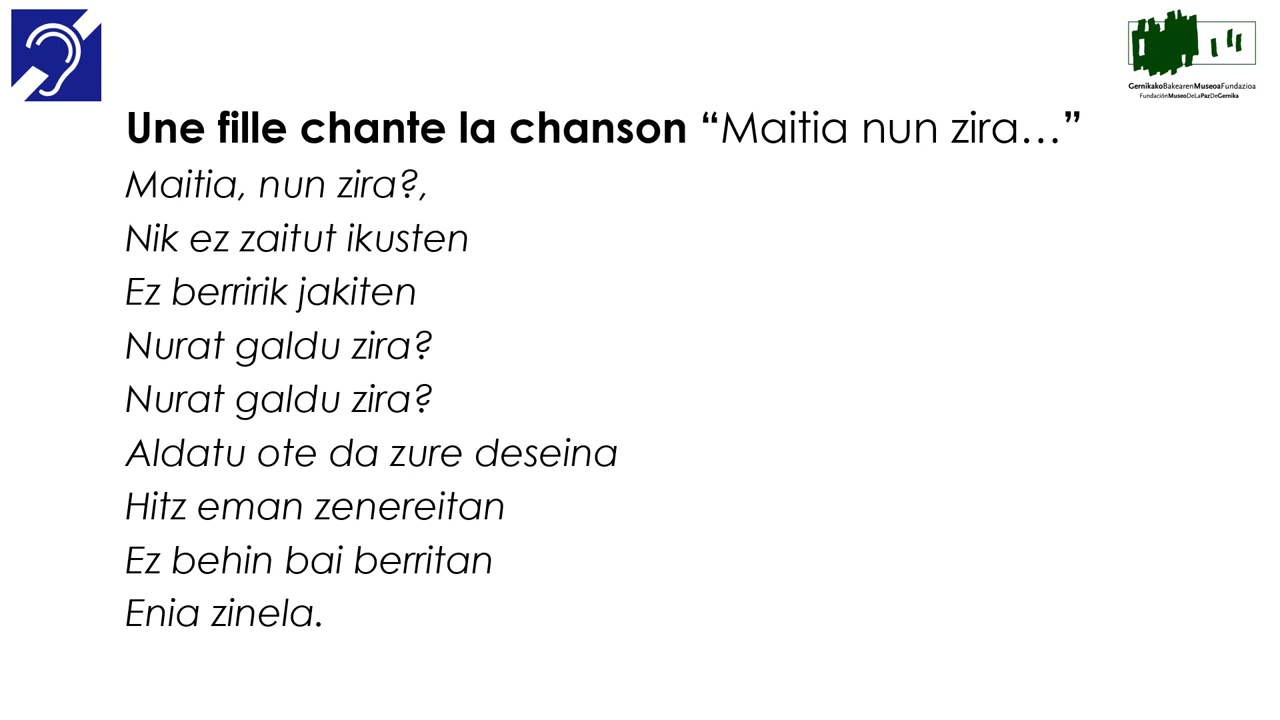 GernikakoBakearenMuseoaFundazioa
FundaciónMuseoDeLaPazDeGernika
Une fille chante la chanson “Maitia nun zira…”
Maitia, nun zira?,
Nik ez zaitut ikusten
Ez berririk jakiten
Nurat galdu zira?
Nurat galdu zira?
Aldatu ote da zure deseina
Hitz eman zenereitan
Ez behin bai berritan
Enia zinela.